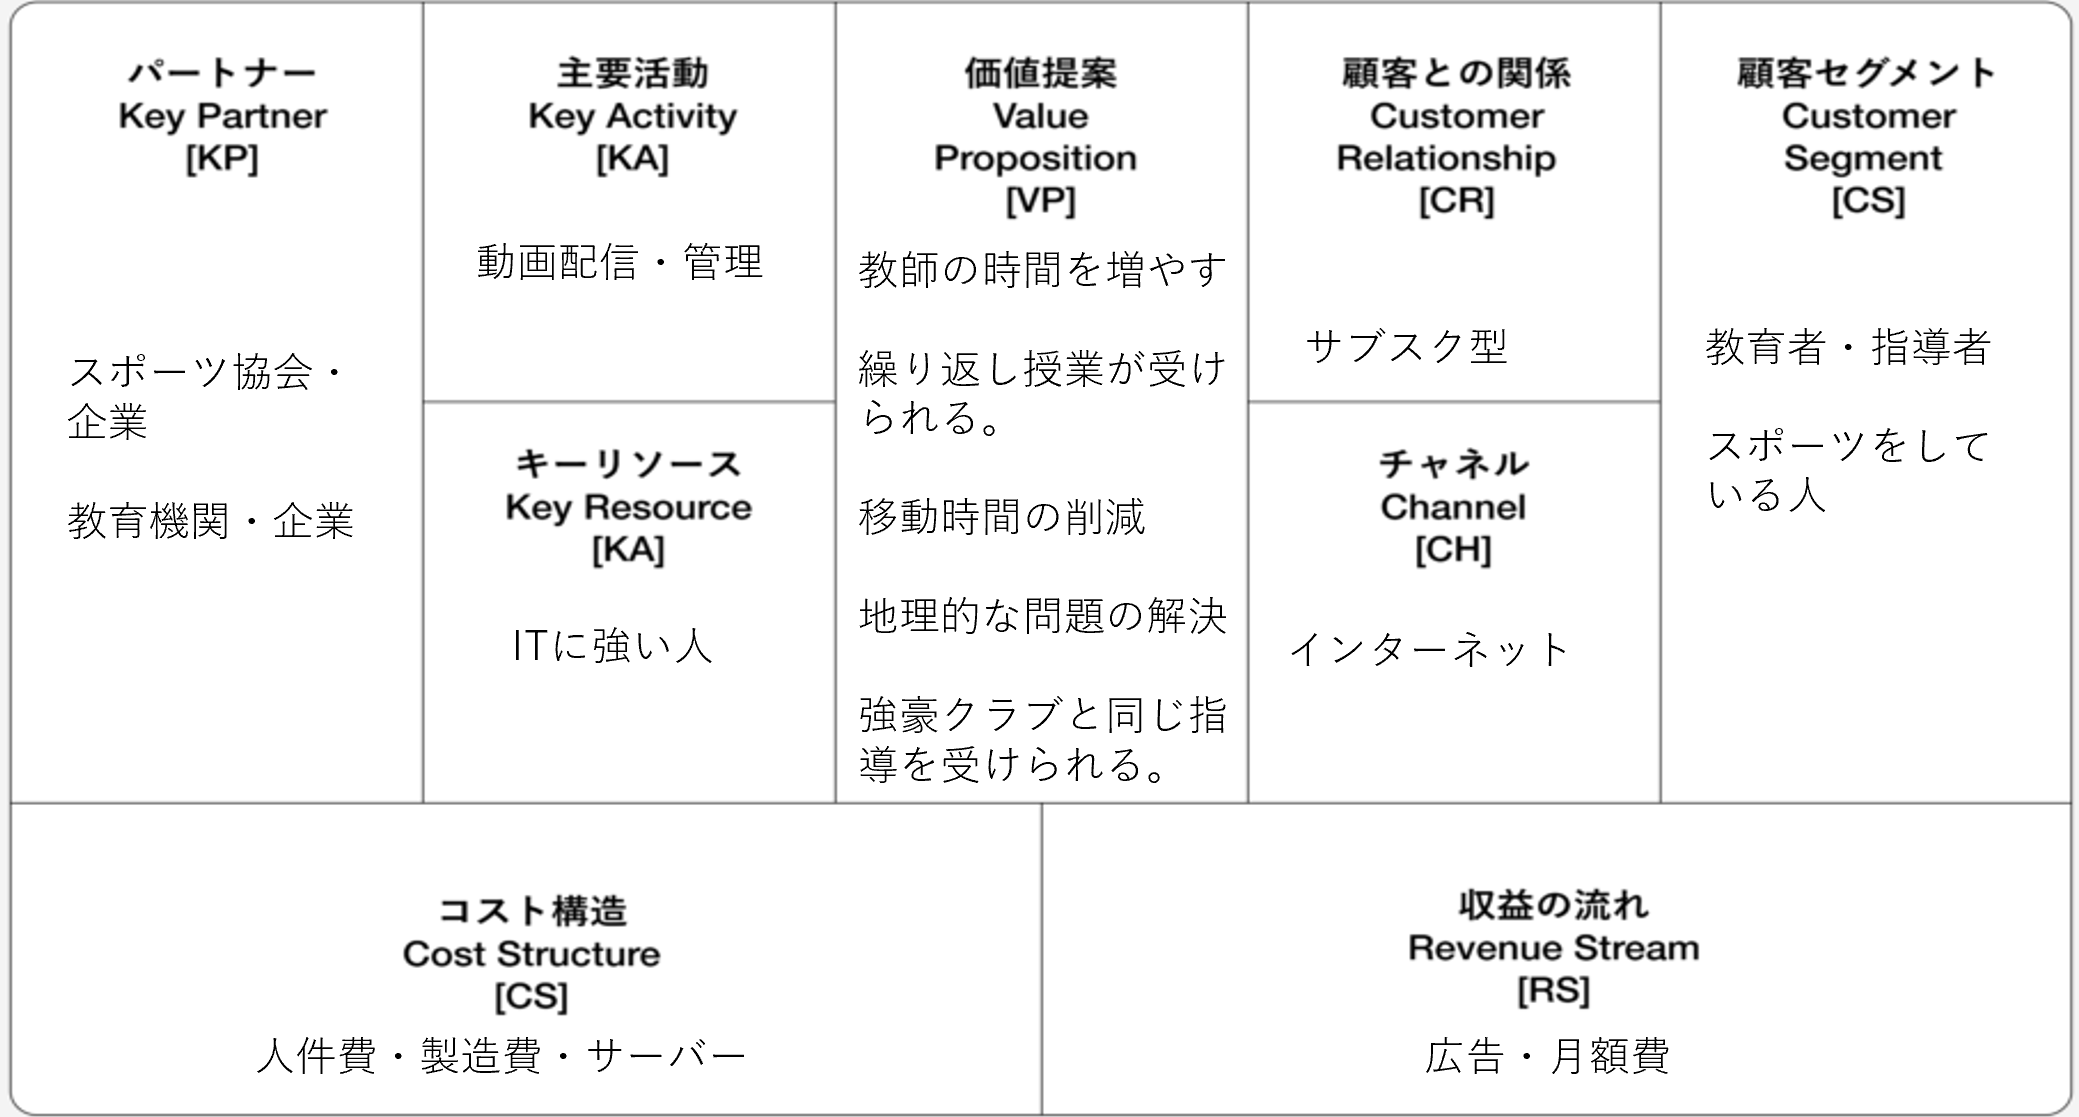 パートナー
Key Partner
[KP]
スポーツ協会・
企業
教育機関・企業
主要活動
Key Activity
[KA]
動画配信・管理
キーリソース
Key Resource
[KA]
ITに強い人
価値提案
Value
Proposition
[VP]
教師の時間を増やす
繰り返し授業が受け
られる。
移動時間の削減
地理的な問題の解決
強豪クラブと同じ指
導を受けられる。
顧客との関係
Customer
Relationship
[CR]
サブスク型
チャネル
Channel
[CH]
インターネット
顧客セグメント
Customer
Segment
[CS]
教育者・指導者
スポーツをして
いる人
コスト構造
Cost Structure
[CS]
人件費・製造費・サーバー
収益の流れ
Revenue Stream
[RS]
広告・月額費